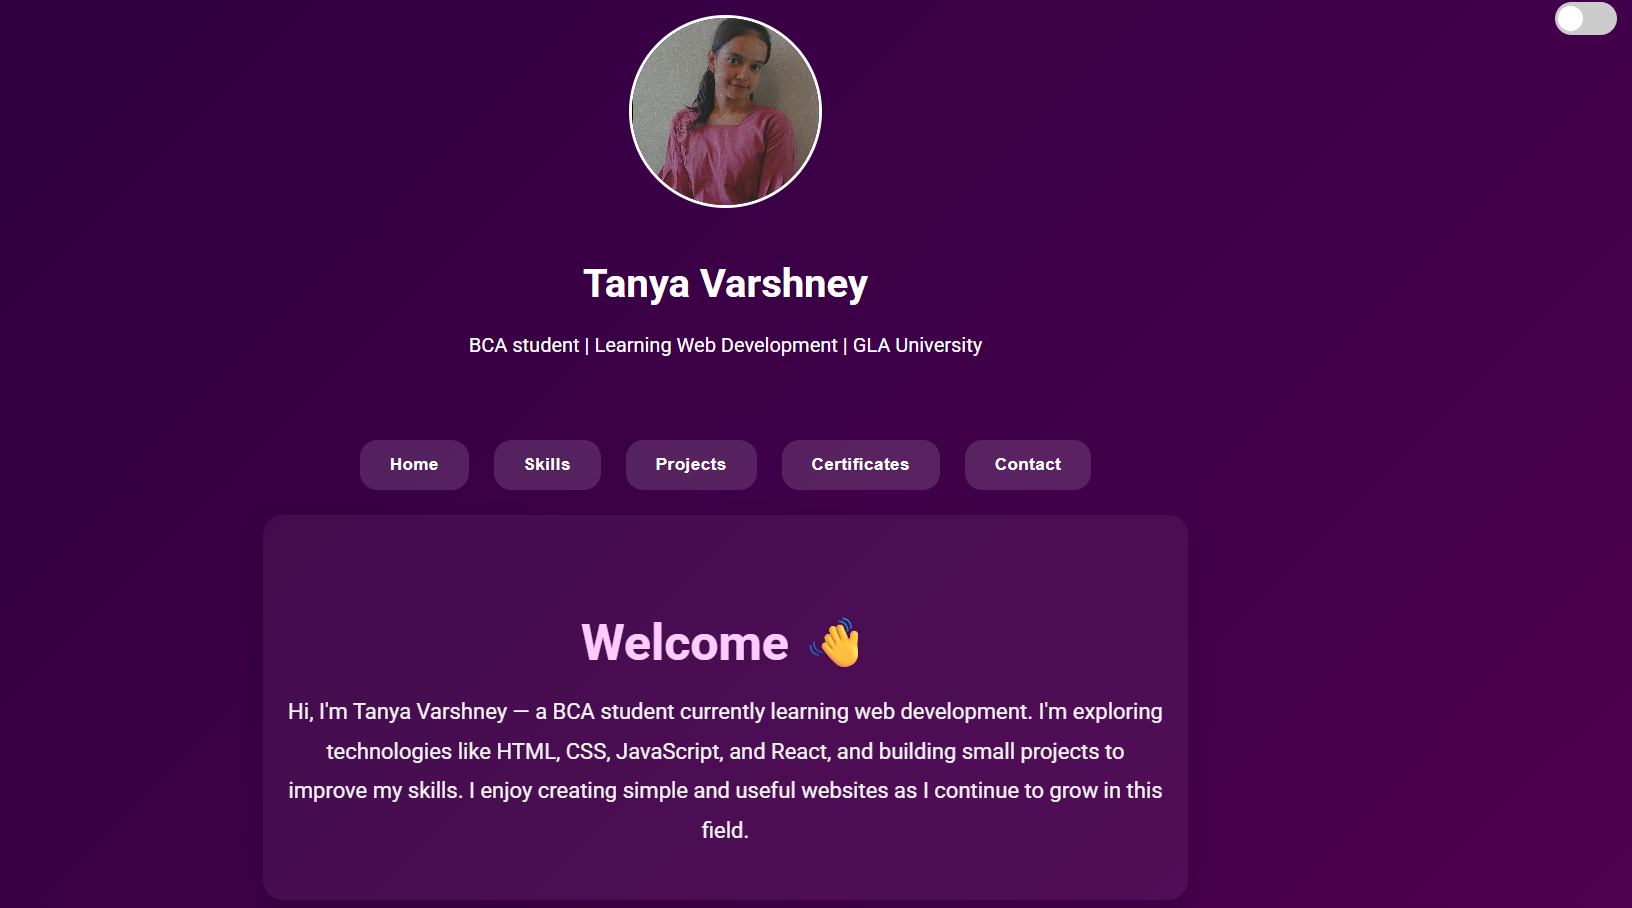 Tanya Varshney
BCA student | Learning Web Development | GLA University
Home Skills Projects Certificates Contact
Welcome 👋
Hi, I'm Tanya Varshney — a BCA student currently learning web development. I'm exploring
technologies like HTML, CSS, JavaScript, and React, and building small projects to
improve my skills. I enjoy creating simple and useful websites as I continue to grow in this
field.